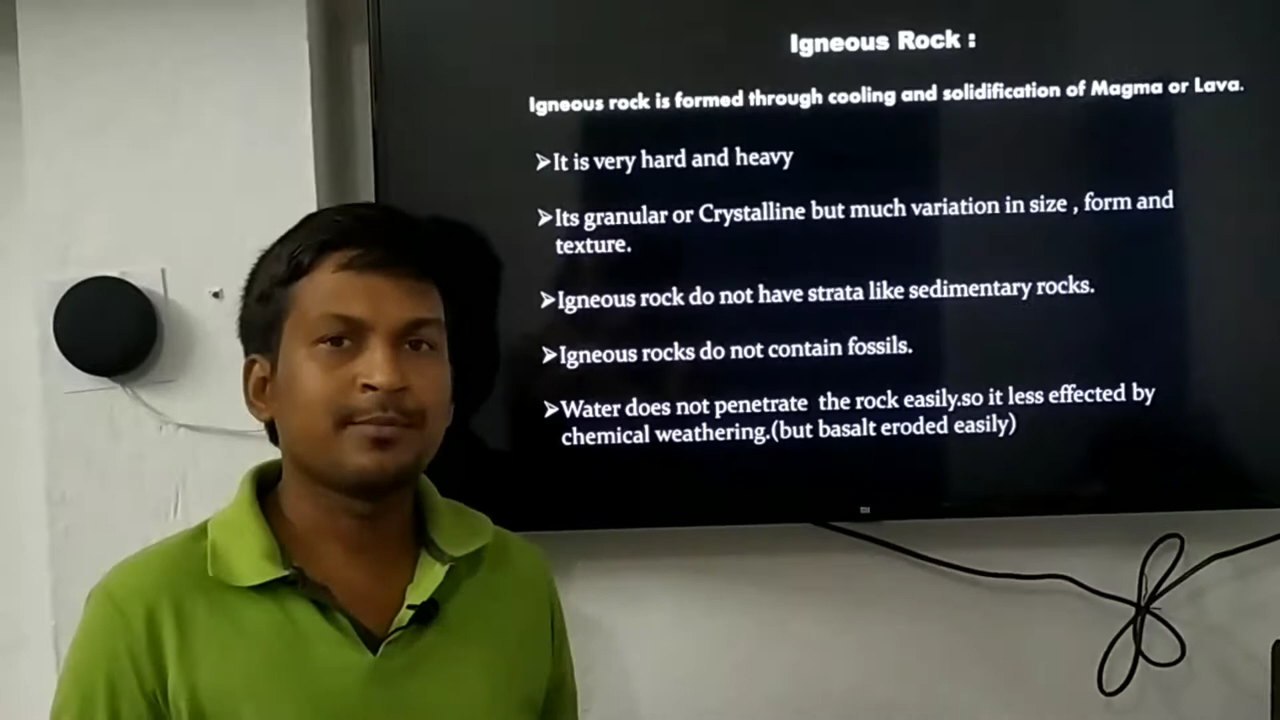 Igneous Rock :
Igneous rock is formed through cooling and solidification of Magma or Lava.
➤It is very hard and heavy
➤Its granular or Crystalline but much variation in size , form and
texture.
➤Igneous rock do not have strata like sedimentary rocks.
➤Igneous rocks do not contain fossils.
➤Water does not penetrate the rock easily.so it less effected by
chemical weathering.(but basalt eroded easily)
mi